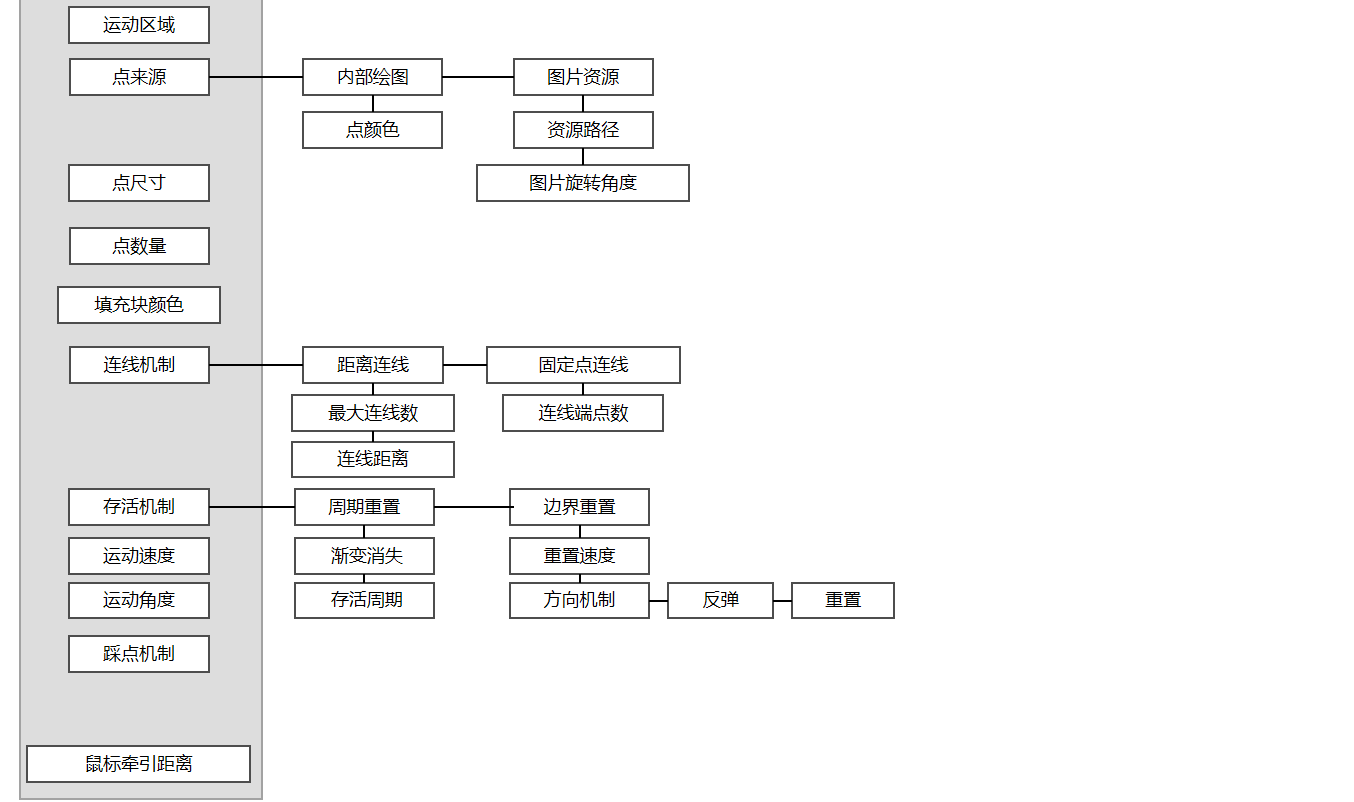 运动区域
点来源
内部绘图
图片资源
点颜色
资源路径
点尺寸
图片旋转角度
点数量
填充块颜色
连线机制
距离连线
固定点连线
最大连线数
连线端点数
连线距离
存活机制
周期重置
边界重置
运动速度
渐变消失
重置速度
运动角度
存活周期
方向机制
反弹
重置
踩点机制
鼠标牵引距离